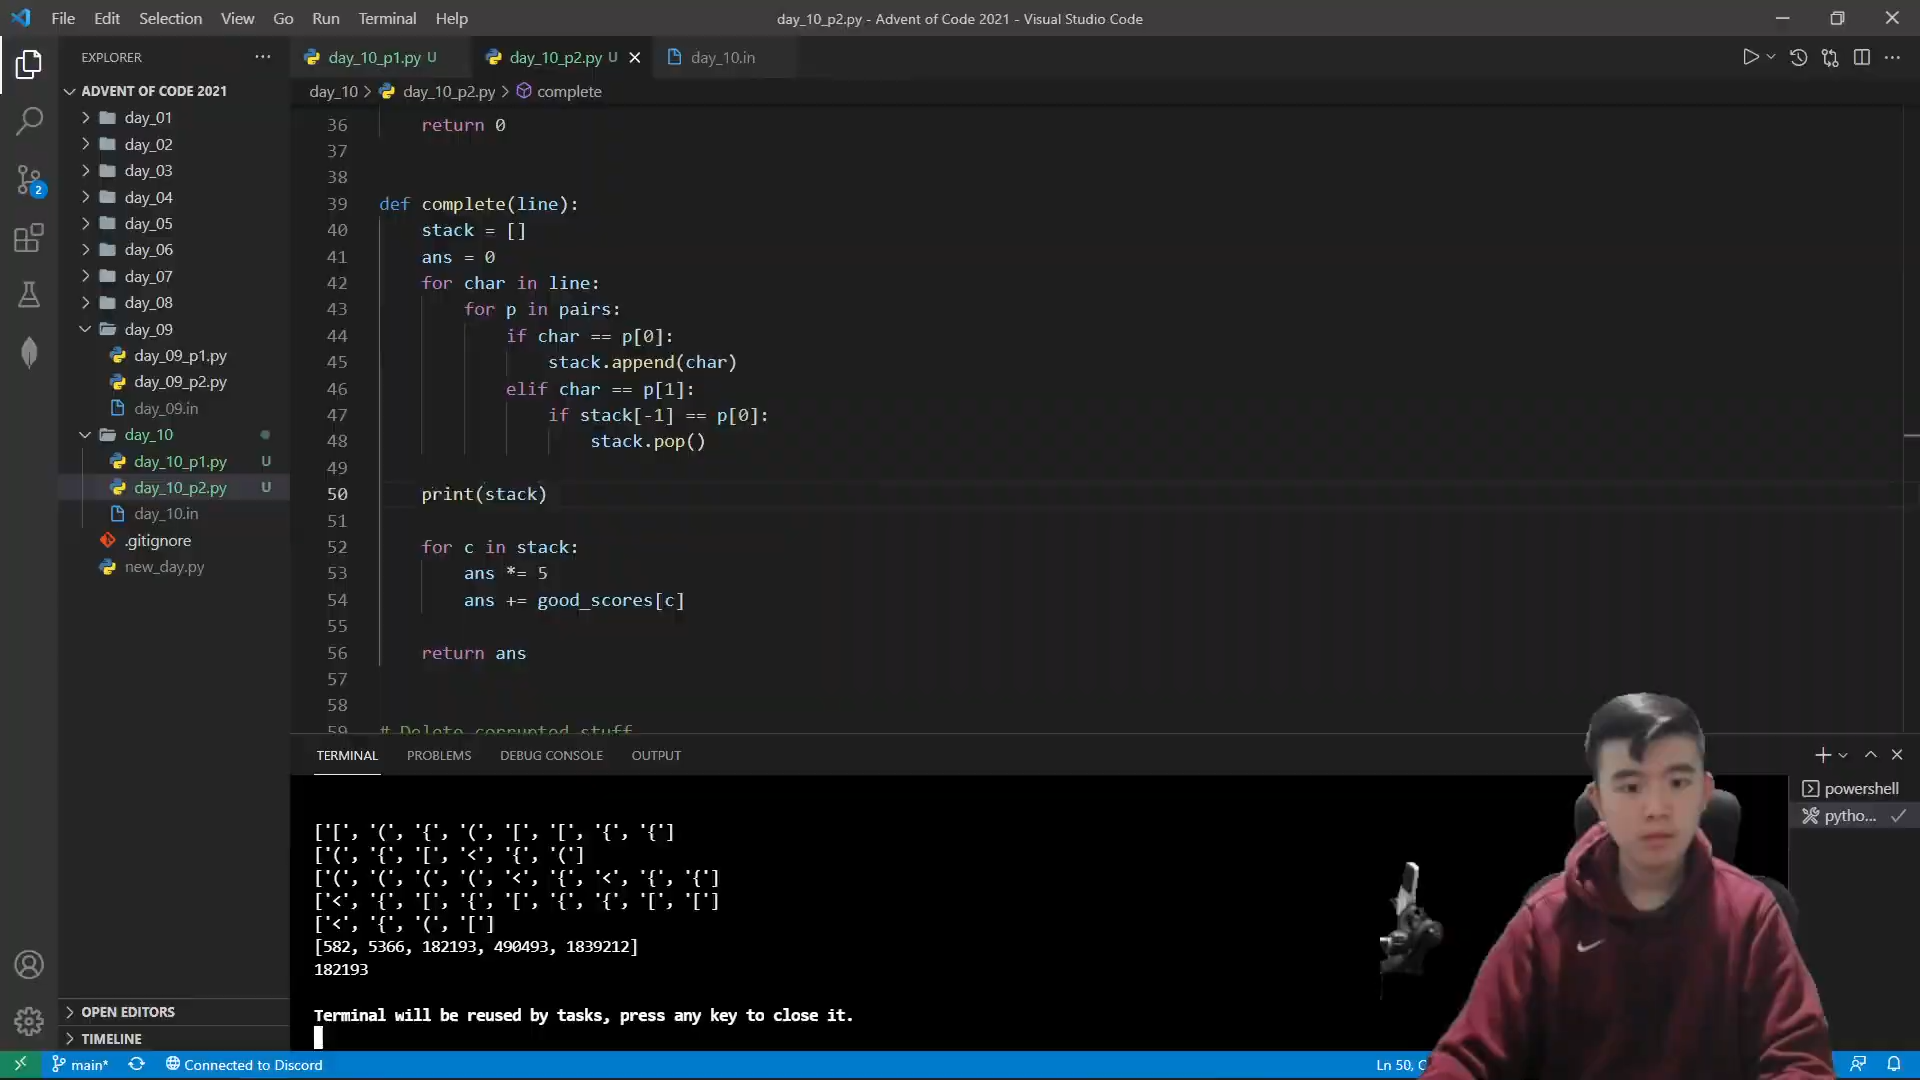 File Edit Selection View Go Run Terminal Help
day_10_p2.py - Advent of Code 2021 - Visual Studio Code
EXPLORER
ADVENT OF CODE 2021
day_01
day_02
day_03
day_04
day_05
day_06
day_07
day_08
day_09
day_09_p1.py
day_09_p2.py
day_09.in
day_10
day_10_p1.py U
day_10_p2.py U
day_10.in
.gitignore
new_day.py
OPEN EDITORS
TIMELINE
2
day_10_p1.py U
day_10_p2.py U
day_10.in
day_10 > day_10_p2.py > complete
36 return 0
37
38
39 def complete(line):
40 stack = []
41 ans = 0
42 for char in line:
43 for p in pairs:
44 if char == p[0]:
45 stack.append(char)
46 elif char == p[1]:
47 if stack[-1] == p[0]:
48 stack.pop()
49
50 print(stack)
51
52 for c in stack:
53 ans *= 5
54 ans += good_scores[c]
55
56 return ans
57
58
59 # Delete corrupted stuff
TERMINAL PROBLEMS DEBUG CONSOLE OUTPUT
['[', '(', '{', '(', '[', '[', '{', '{']
['(', '{', '[', '<', '{', '(']
['(', '(', '(', '(', '<', '{', '<', '{', '{']
['<', '{', '[', '{', '[', '{', '{', '[', '[']
['<', '{', '(', '[']
[582, 5366, 182193, 490493, 1839212]
182193
Terminal will be reused by tasks, press any key to close it.
powershell
pytho...
main*
Connected to Discord
Ln 50,